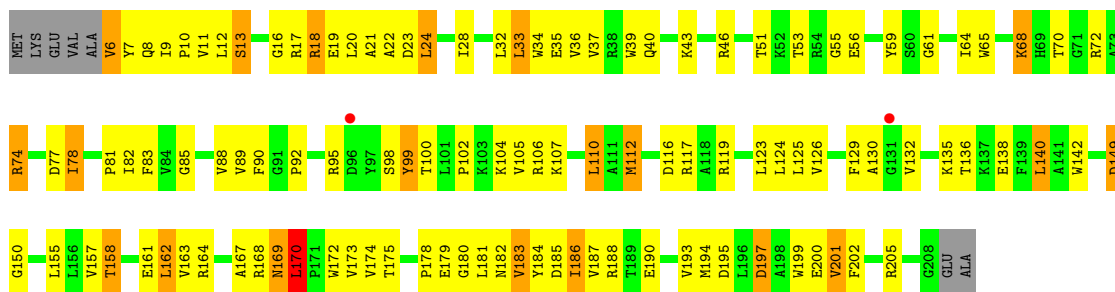 MET LYS GLU VAL ALA V6 Y7 Q8 I9 P10 V11 L12 S13 G16 R17 R18 E19 L20 A21 A22 D23 L24 I28 L32 L33 W34 E35 V36 V37 R38 W39 Q40 K43 R46 T51 K52 T53 R54 G55 E56 Y59 S60 G61 I64 W65 K68 H69 T70 G71 R72 A73
R74 D77 I78 P81 I82 F83 V84 G85 V88 V89 F90 G91 P92 R95 D96 Y97 S98 Y99 T100 L101 P102 K103 K104 V105 R106 K107 L110 A111 M112 D116 R117 A118 R119 L123 L124 L125 V126 F129 A130 G131 V132 K135 T136 K137 E138 F139 L140 A141 W142 D149
G150 L155 L156 V157 T158 E161 L162 V163 R164 A167 R168 N169 L170 P171 W172 V173 V174 T175 P178 E179 G180 L181 N182 V183 Y184 D185 I186 V187 R188 T189 E190 V193 M194 D195 L196 D197 A198 W199 E200 V201 F202 R205 G208 GLU ALA